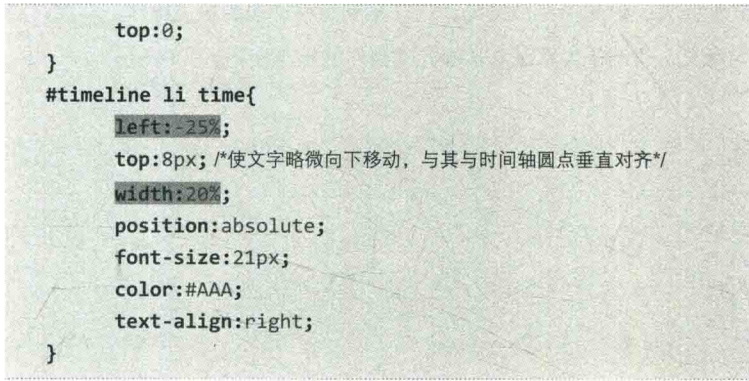 top:0;
}
#timeline li time{
left:-25%;
top:8px; /*使文字略微向下移动，与其与时间轴圆点垂直对齐*/
width:20%;
position:absolute;
font-size:21px;
color:#AAA;
text-align:right;
}